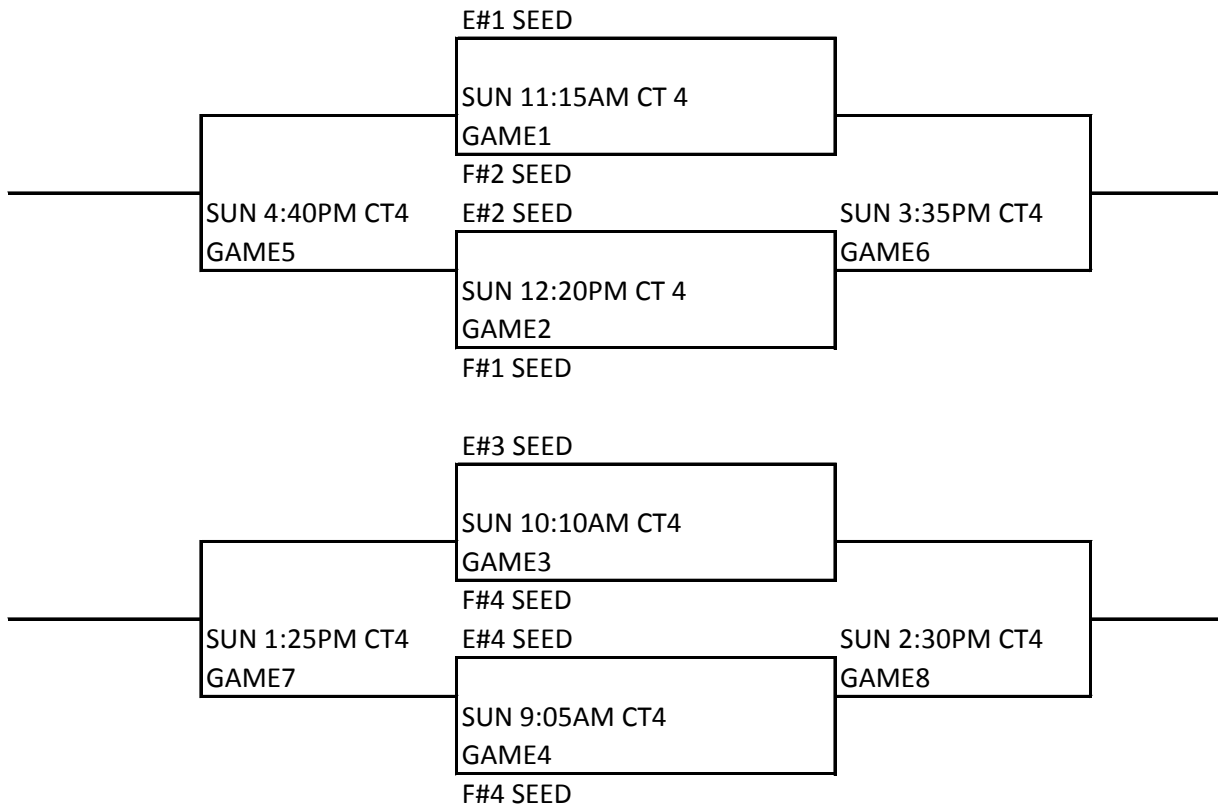 E#1 SEED
SUN 11:15AM CT 4
GAME1
F#2 SEED
SUN 4:40PM CT4
E#2 SEED
SUN 3:35PM CT4
GAME5
GAME6
SUN 12:20PM CT 4
GAME2
F#1 SEED
E#3 SEED
SUN 10:10AM CT4
GAME3
F#4 SEED
SUN 1:25PM CT4
E#4 SEED
SUN 2:30PM CT4
GAME7
GAME8
SUN 9:05AM CT4
GAME4
F#4 SEED